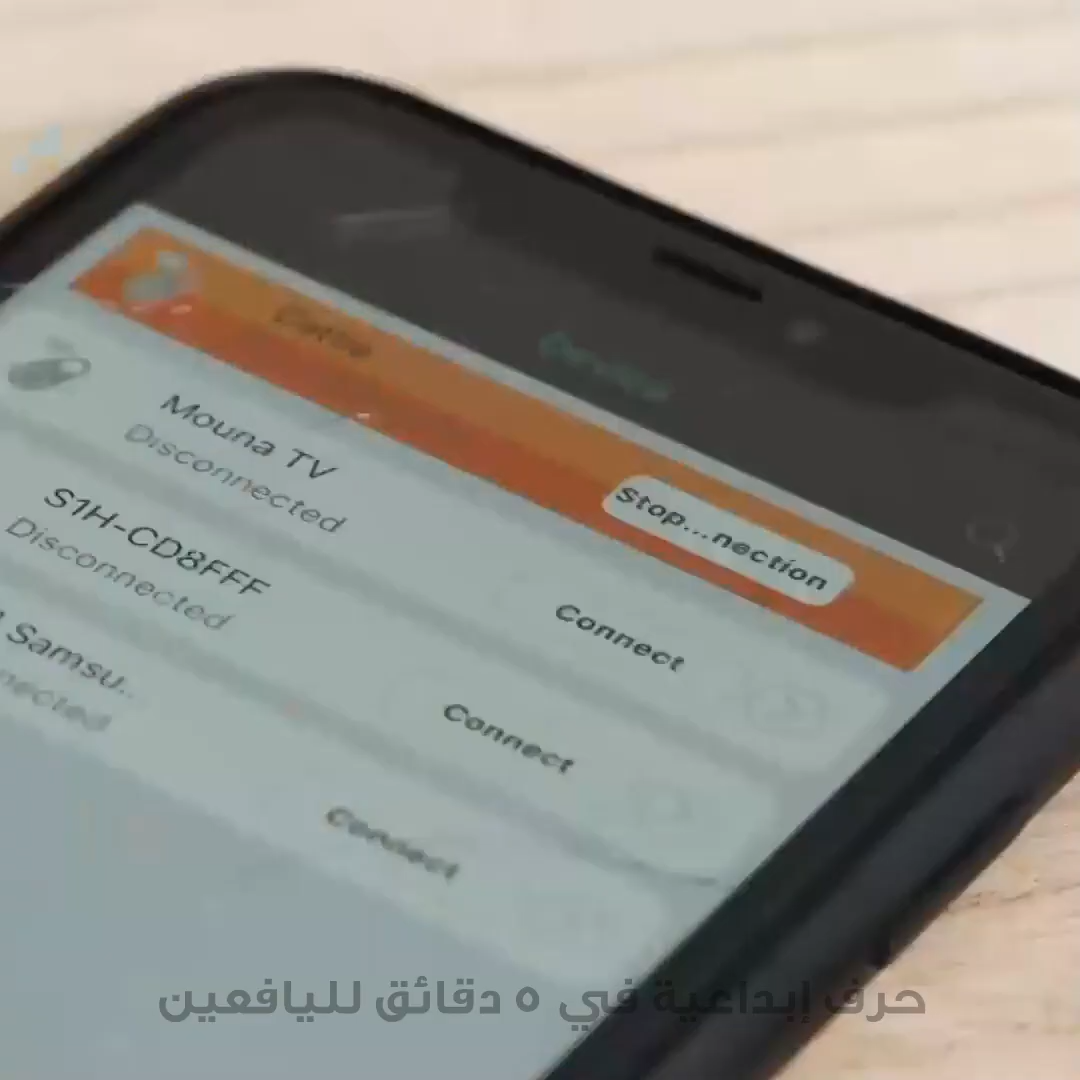 Stop...nection
Mouna TV
Disconnected
Connect
S1H-CD8FFF
Disconnected
Connect
Samsu..
Connect
حرف إبداعية في ٥ دقائق لليافعين